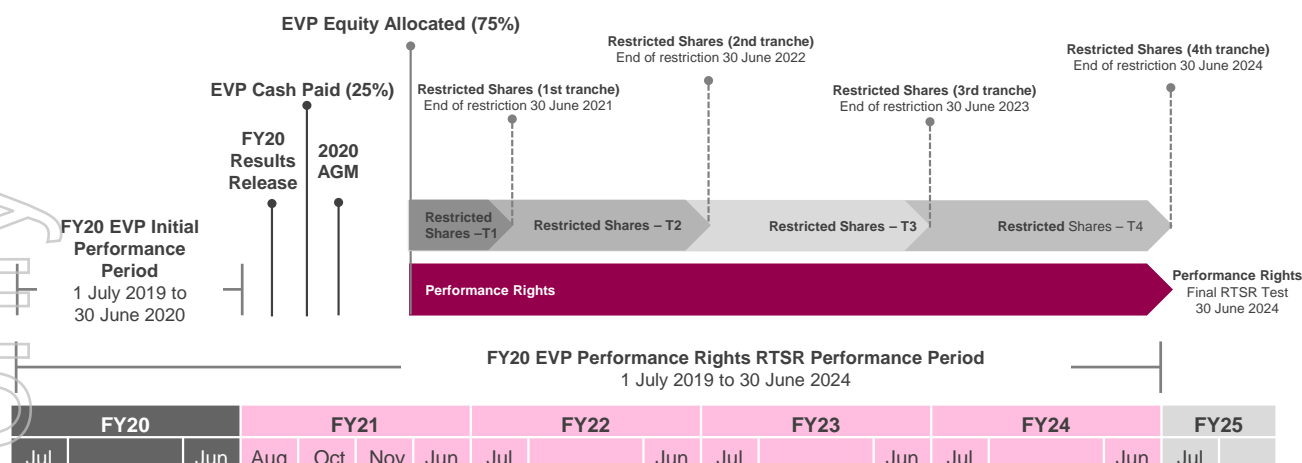 EVP Equity Allocated (75%)
Restricted Shares (2nd tranche)
End of restriction 30 June 2022
Restricted Shares (4th tranche)
End of restriction 30 June 2024
EVP Cash Paid (25%)
Restricted Shares (1st tranche)
End of restriction 30 June 2021
Restricted Shares (3rd tranche)
End of restriction 30 June 2023
FY20
Results
Release
2020
AGM
FY20 EVP Initial
Performance
Period
1 July 2019 to
30 June 2020
Restricted
Shares –T1
Restricted Shares – T2
Restricted Shares – T3
Restricted Shares – T4
Performance Rights
Performance Rights
Final RTSR Test
30 June 2024
FY20 EVP Performance Rights RTSR Performance Period
1 July 2019 to 30 June 2024
FY20 FY21 FY22 FY23 FY24 FY25
Jul Jun Aug Oct Nov Jun Jul Jun Jul Jun Jul Jun Jul